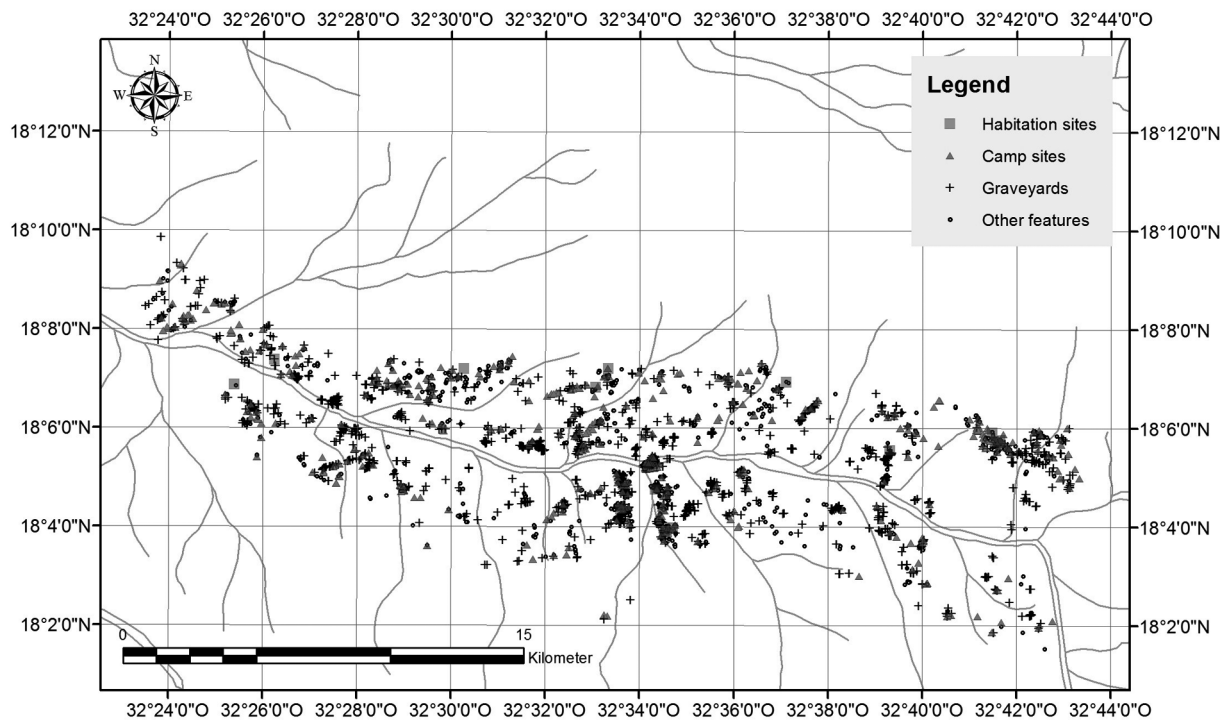 32°24'0"O 32°26'0"O 32°28'0"O 32°30'0"O 32°32'0"O 32°34'0"O 32°36'0"O 32°38'0"O 32°40'0"O 32°42'0"O 32°44'0"O
N
W E
S
Legend
Habitation sites
Camp sites
Graveyards
Other features
18°12'0"N 18°12'0"N
18°10'0"N 18°10'0"N
18°8'0"N 18°8'0"N
18°6'0"N 18°6'0"N
18°4'0"N 18°4'0"N
18°2'0"N 18°2'0"N
0 15
Kilometer
32°24'0"O 32°26'0"O 32°28'0"O 32°30'0"O 32°32'0"O 32°34'0"O 32°36'0"O 32°38'0"O 32°40'0"O 32°42'0"O 32°44'0"O